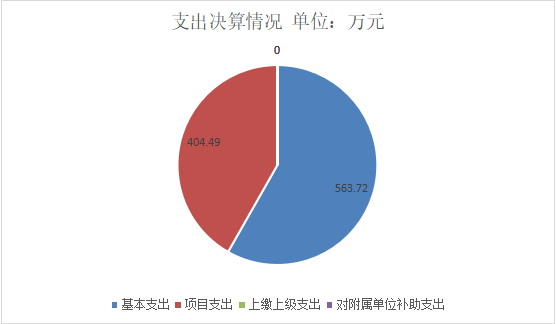 支出决算情况 单位：万元
0
404.49
563.72
基本支出 项目支出 上缴上级支出 对附属单位补助支出